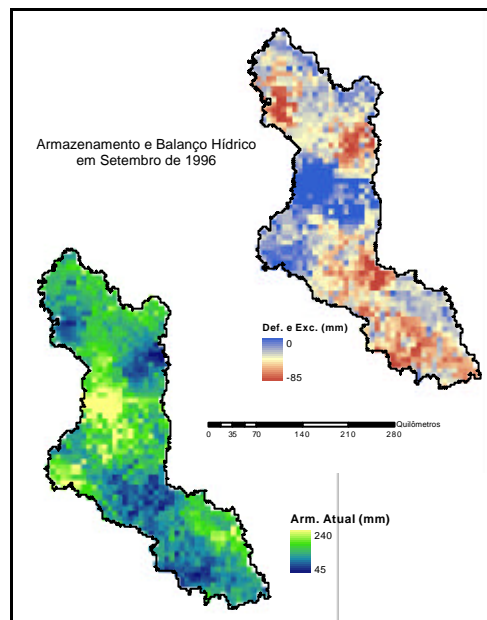 Armazenamento e Balanço Hídrico
em Setembro de 1996
Def. e Exc. (mm)
0
-85
Quilômetros
0 35 70 140 210 280
Arm. Atual (mm)
240
45